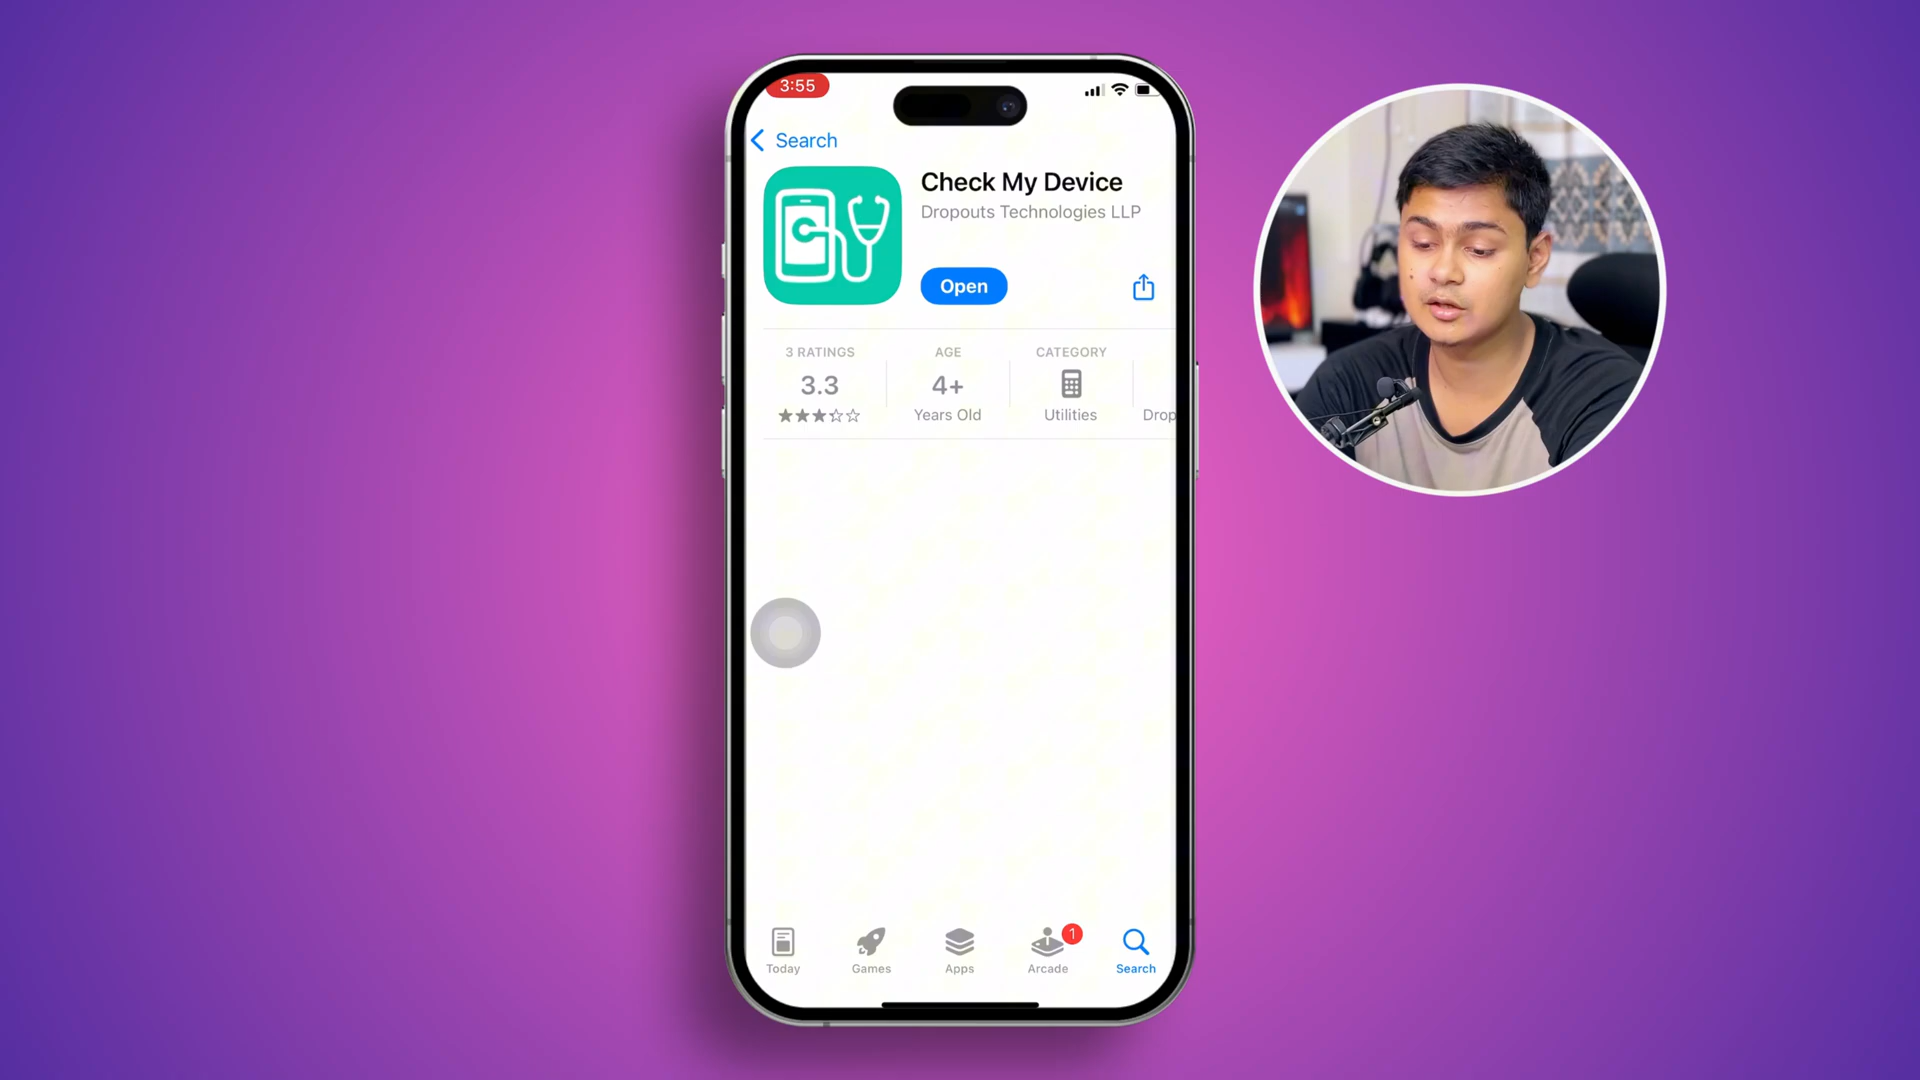 3:55
Search
Check My Device
Dropouts Technologies LLP
Open
3 RATINGS
3.3
AGE
4+
Years Old
CATEGORY
Utilities
Drop
Today
Games
Apps
Arcade
1
Search